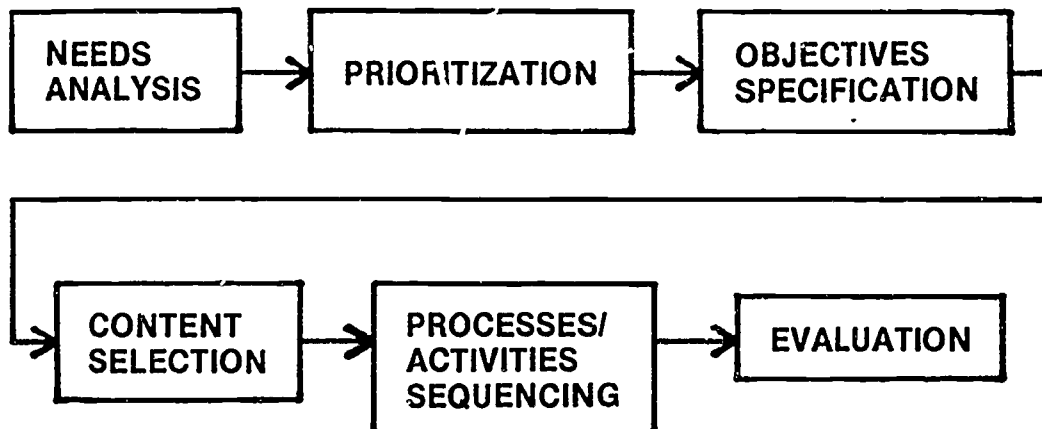 NEEDS
ANALYSIS
PRIORITIZATION
OBJECTIVES
SPECIFICATION
CONTENT
SELECTION
PROCESSES/
ACTIVITIES
SEQUENCING
EVALUATION